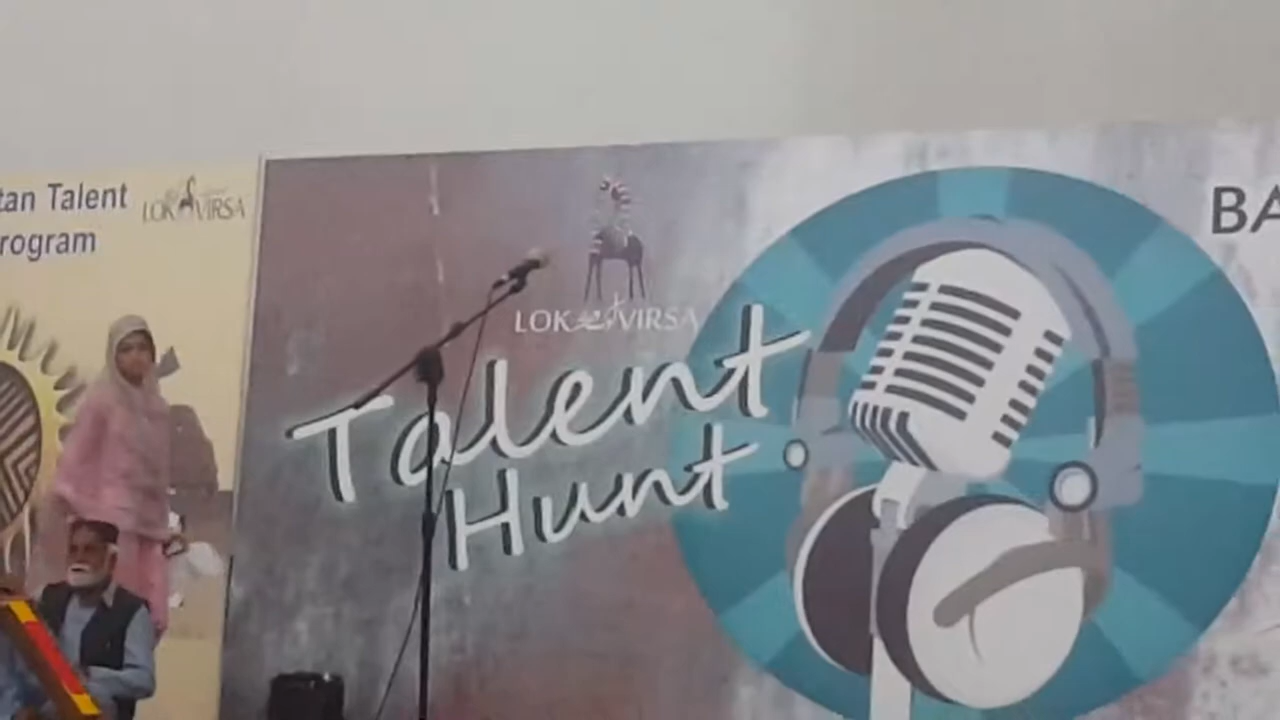 tan Talent
rogram
LOK VIRSA
LOK VIRSA
Talent
Hunt
BA